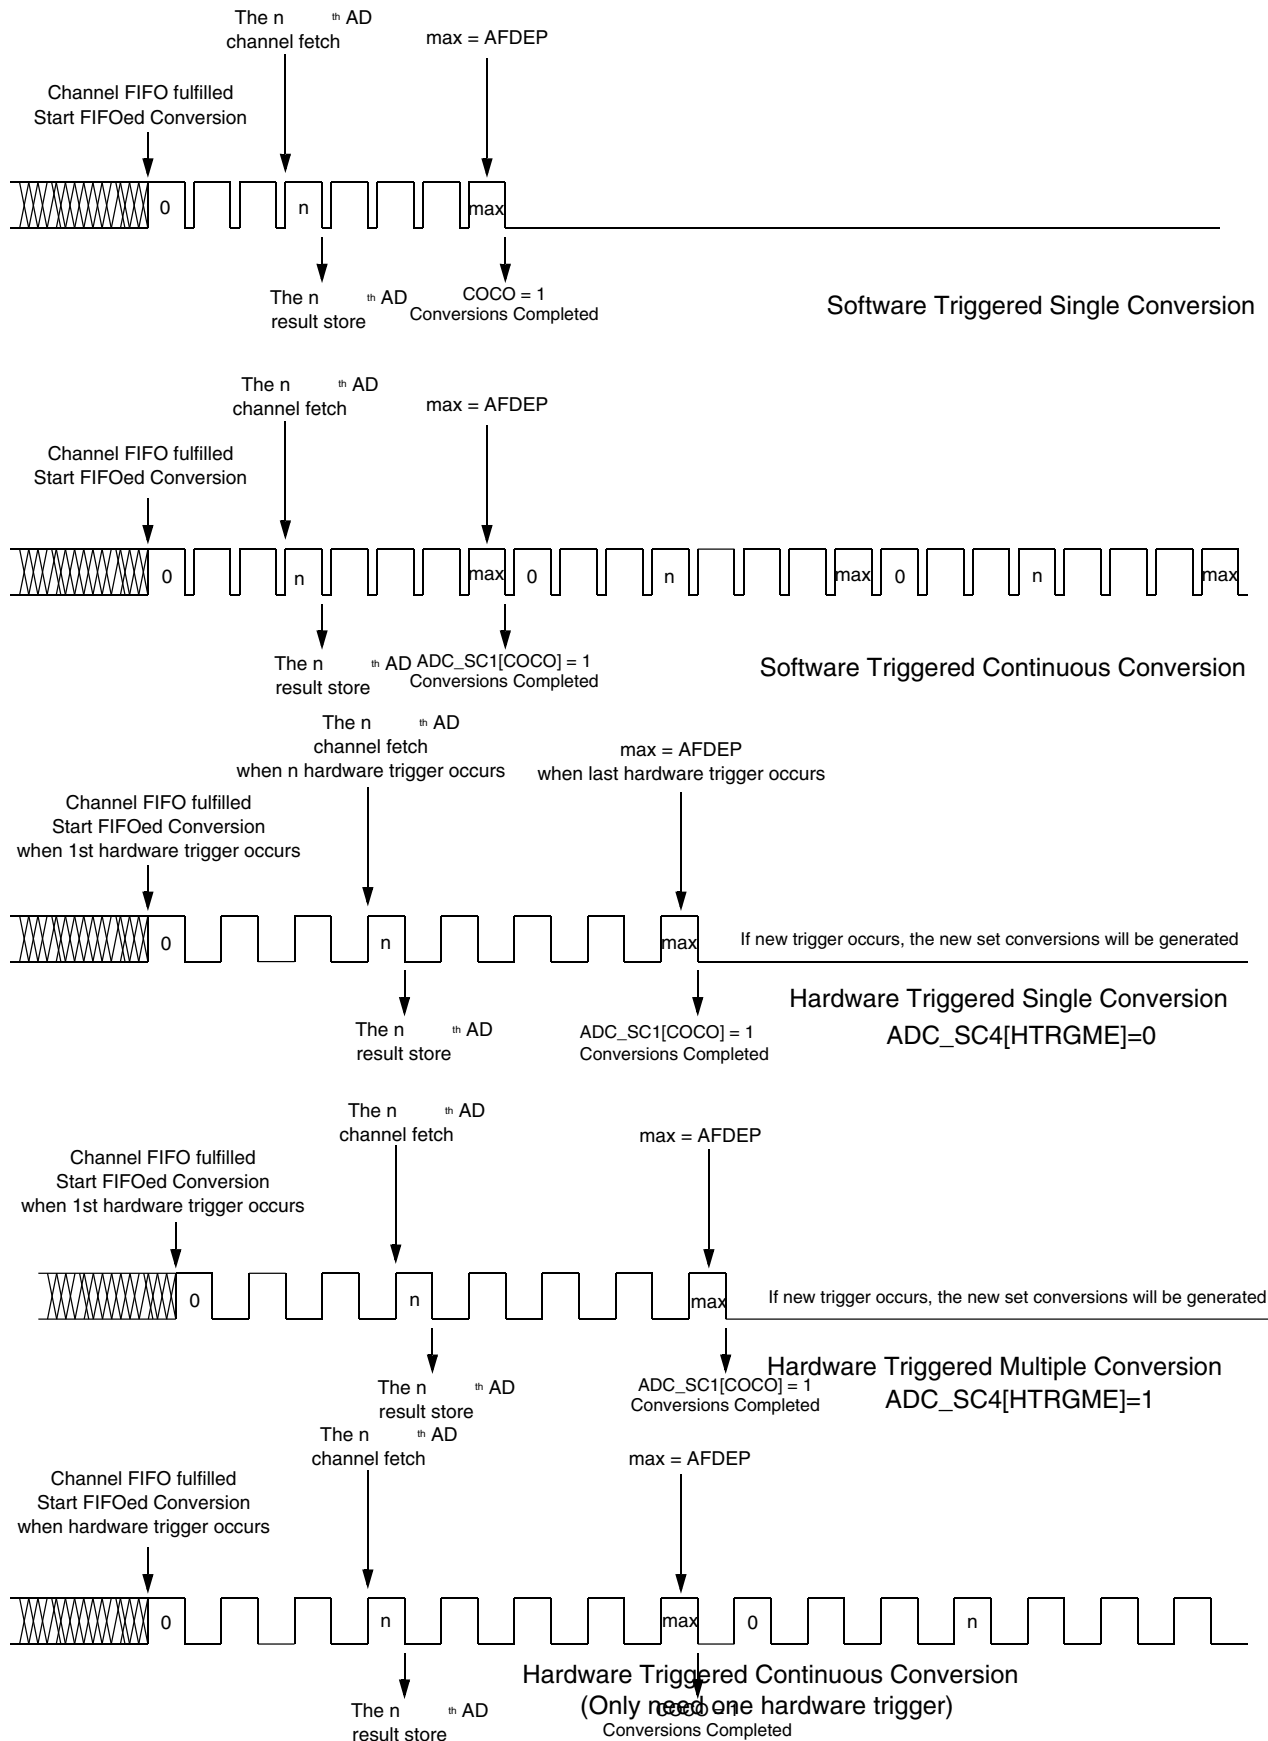 The n th AD
channel fetch
max = AFDEP
Channel FIFO fulfilled
Start FIFOed Conversion
0
n
max
The n th AD
result store
COCO = 1
Conversions Completed
Software Triggered Single Conversion
The n th AD
channel fetch
max = AFDEP
Channel FIFO fulfilled
Start FIFOed Conversion
0
n
max
0
n
max
0
n
max
The n th AD
result store
ADC_SC1[COCO] = 1
Conversions Completed
Software Triggered Continuous Conversion
The n th AD
channel fetch
when n hardware trigger occurs
max = AFDEP
when last hardware trigger occurs
Channel FIFO fulfilled
Start FIFOed Conversion
when 1st hardware trigger occurs
0
n
max
If new trigger occurs, the new set conversions will be generated
The n th AD
result store
ADC_SC1[COCO] = 1
Conversions Completed
Hardware Triggered Single Conversion
ADC_SC4[HTRGME]=0
The n th AD
channel fetch
max = AFDEP
Channel FIFO fulfilled
Start FIFOed Conversion
when 1st hardware trigger occurs
0
n
max
If new trigger occurs, the new set conversions will be generated
The n th AD
result store
ADC_SC1[COCO] = 1
Conversions Completed
Hardware Triggered Multiple Conversion
ADC_SC4[HTRGME]=1
The n th AD
channel fetch
max = AFDEP
Channel FIFO fulfilled
Start FIFOed Conversion
when hardware trigger occurs
0
n
max
0
n
Hardware Triggered Continuous Conversion
(Only need one hardware trigger)
The n th AD
result store
COCO = 1
Conversions Completed